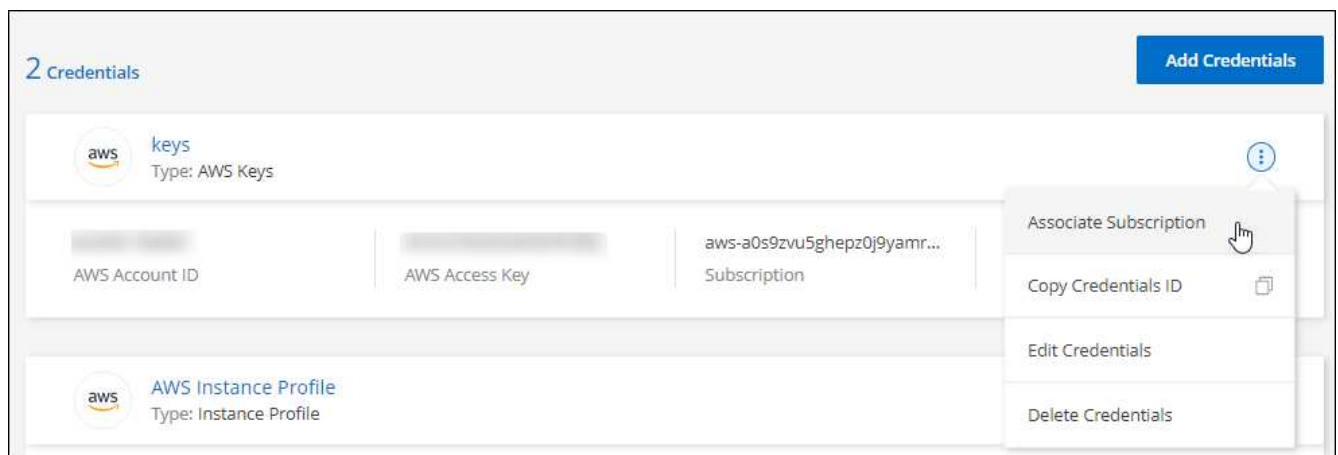 2 Credentials
Add Credentials
aws
keys
Type: AWS Keys
aws-a0s9zvu5ghepz0j9yamr...
AWS Account ID
AWS Access Key
Subscription
Associate Subscription
Copy Credentials ID
Edit Credentials
Delete Credentials
aws
AWS Instance Profile
Type: Instance Profile